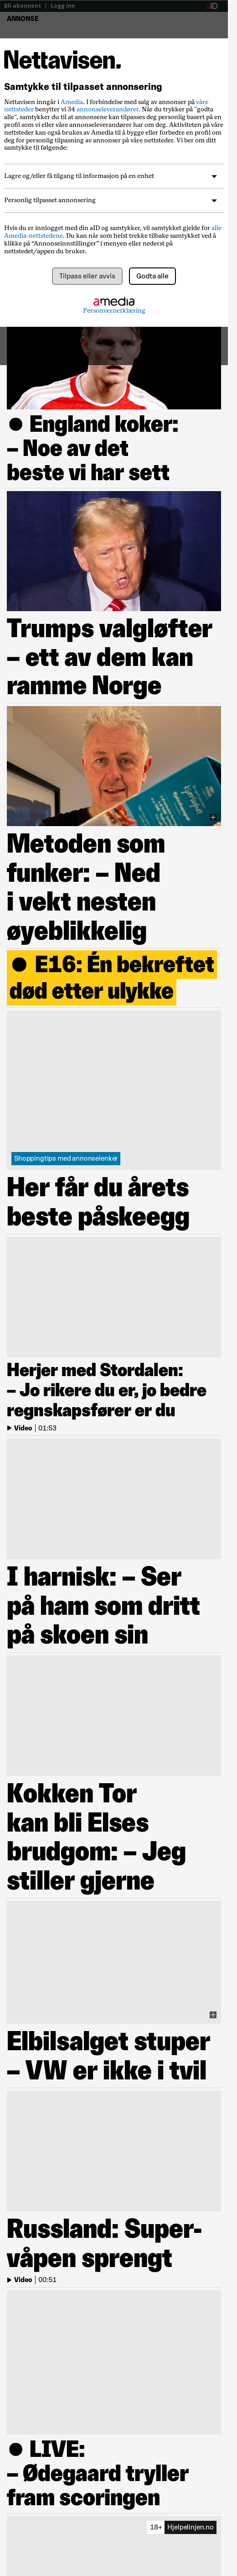 Bli abonnent | Logg inn
aID
ANNONSE
Nettavisen.
Samtykke til tilpasset annonsering
Nettavisen inngår i Amedia. I forbindelse med salg av annonser på våre
nettsteder benytter vi 34 annonseleverandører. Når du trykker på "godta
alle", samtykker du til at annonsene kan tilpasses deg personlig basert på en
profil som vi eller våre annonsører har om deg. Aktiviteten din på dette
nettstedet kan også brukes av Amedia til å bygge eller forbedre en profil om
deg for personlig tilpasning av annonser på våre nettsteder. Vi ber om ditt
samtykke til følgende:
Lagre og/eller få tilgang til informasjon på en enhet
Personlig tilpasset annonsering
Hvis du er innlogget med din aID og samtykker, vil samtykket gjelde for alle
Amedia-nettstedene. Du kan når som helst trekke tilbake samtykket ved å
klikke på “Annonseinnstillinger” i menyen eller nederst på
nettstedet/appen du bruker.
Tilpass eller avvis
Godta alle
amedia
Personvernerklæring
● England koker:
– Noe av det
beste vi har sett
Trumps valgløfter
– ett av dem kan
ramme Norge
Metoden som
funker: – Ned
i vekt nesten
øyeblikkelig
● E16: Én bekreftet
død etter ulykke
Shoppingtips med annonselenker
Her får du årets
beste påskeegg
Herjer med Stordalen:
– Jo rikere du er, jo bedre
regnskapsfører er du
Video | 01:53
I harnisk: – Ser
på ham som dritt
på skoen sin
Kokken Tor
kan bli Elses
brudgom: – Jeg
stiller gjerne
Elbilsalget stuper
– VW er ikke i tvil
Russland: Super-
våpen sprengt
Video | 00:51
● LIVE:
– Ødegaard tryller
fram scoringen
18+ Hjelpelinjen.no